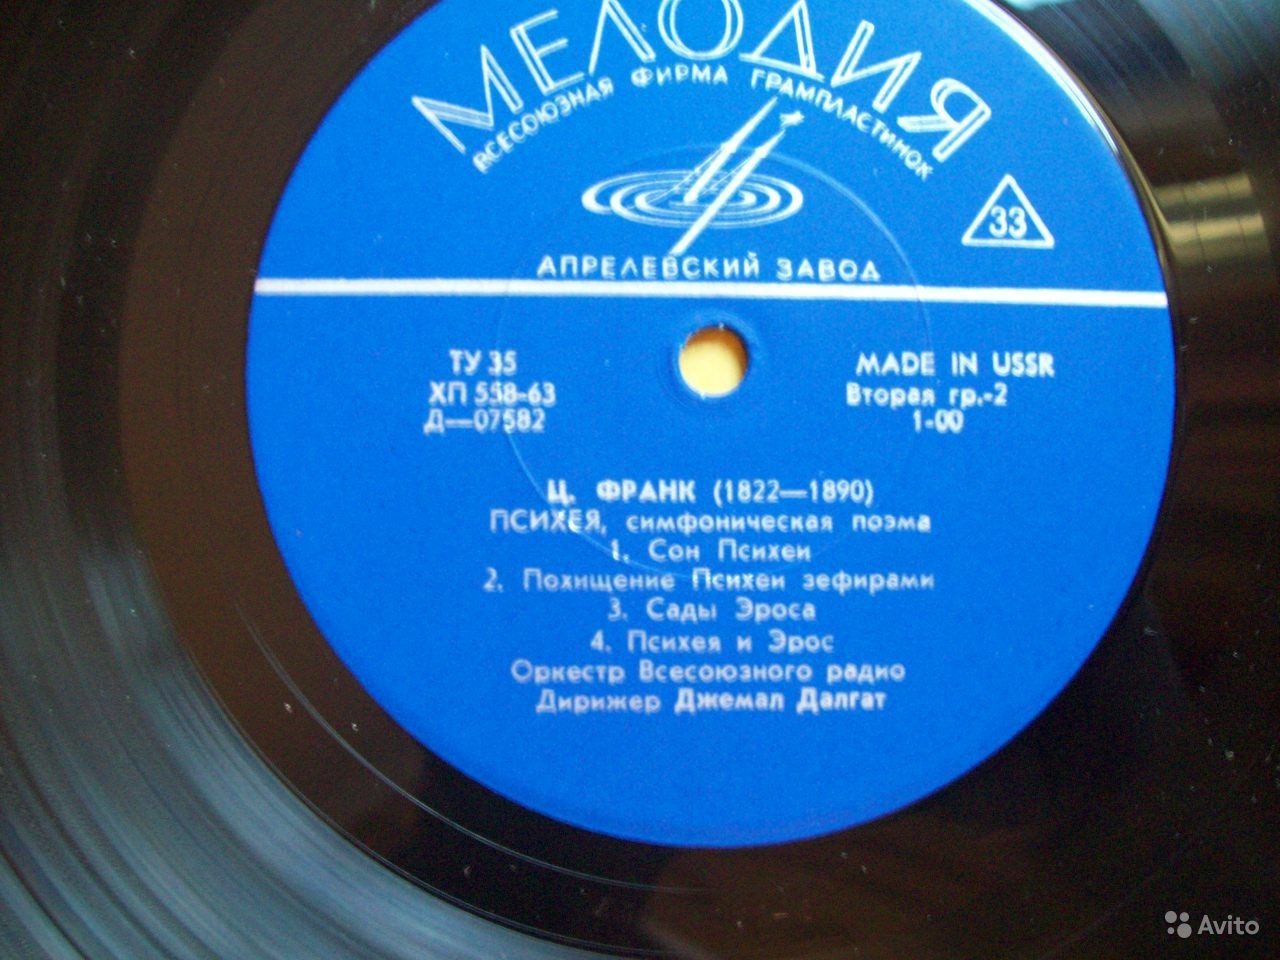 МЕЛОДИЯ
ВСЕСОЮЗНАЯ ФИРМА ГРАМПЛАСТИНОК
33
АПРЕЛЕВСКИЙ ЗАВОД
ТУ 35
ХП 558-63
Д—07582
MADE IN USSR
Вторая гр.-2
1-00
Ц. ФРАНК (1822—1890)
ПСИХЕЯ, симфоническая поэма
1. Сон Психеи
2. Похищение Психеи зефирами
3. Сады Эроса
4. Психея и Эрос
Оркестр Всесоюзного радио
Дирижер Джемал Далгат
Avito